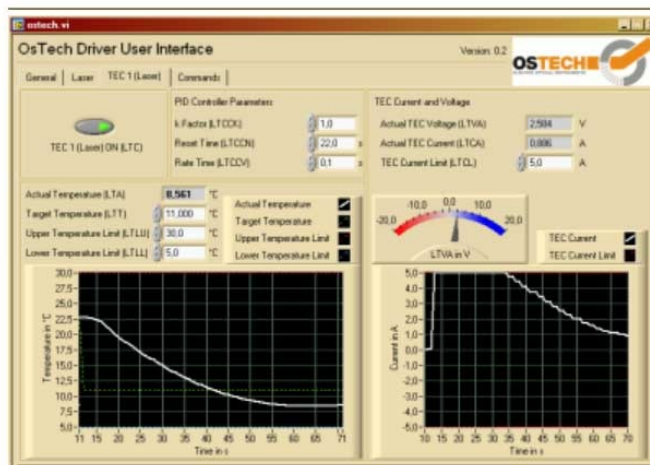 ostech.vi
OsTech Driver User Interface
Version: 0.2
OSTECH
General
Laser
TEC 1 (Laser)
Commands
TEC 1 (Laser) ON (LTC)
PID Controller Parameters
k Factor (LTCCK)
1,0
Reset Time (LTCCN)
22,0
s
Rate Time (LTCCV)
0,1
s
TEC Current and Voltage
Actual TEC Voltage (LTVA)
2,504
V
Actual TEC Current (LTCA)
0,886
A
TEC Current Limit (LTCL)
5,0
A
Actual Temperature (LTA)
8,561
°C
Target Temperature (LTT)
11,000
°C
Upper Temperature Limit (LTLU)
30,0
°C
Lower Temperature Limit (LTLL)
5,0
°C
Actual Temperature
Target Temperature
Upper Temperature Limit
Lower Temperature Limit
-20,0
-10,0
0,0
10,0
20,0
LTVA in V
TEC Current
TEC Current Limit
Temperature in °C
30,0
27,5
25,0
22,5
20,0
17,5
15,0
12,5
10,0
7,5
5,0
11 15 20 25 30 35 40 45 50 55 60 65 71
Time in s
Current in A
5,0
4,0
3,0
2,0
1,0
0,0
-1,0
-2,0
-3,0
-4,0
-5,0
10 15 20 25 30 35 40 45 50 55 60 65 70
Time in s